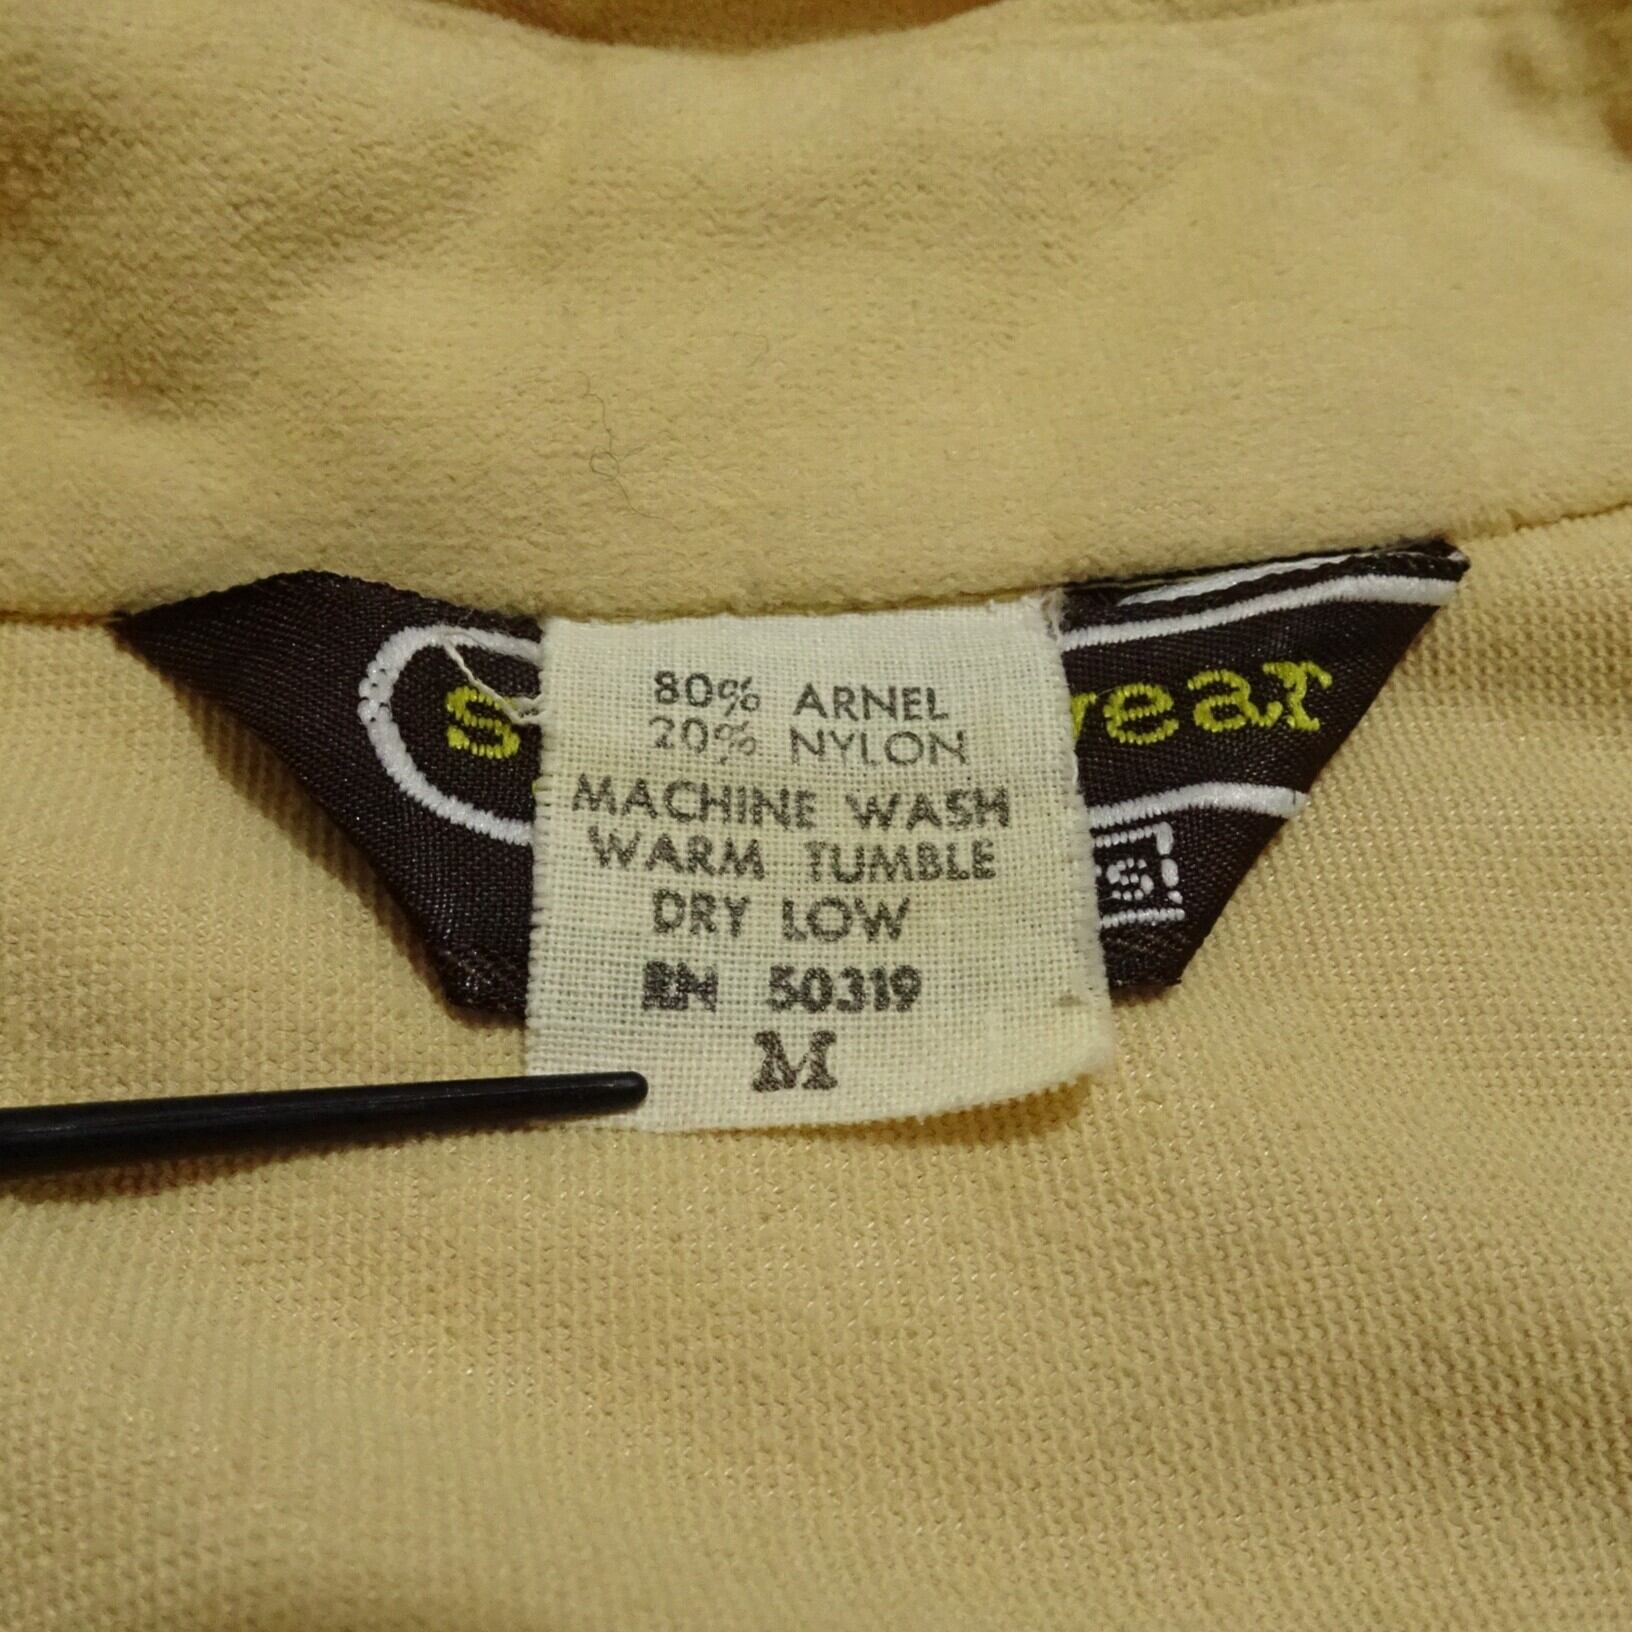 80% ARNEL
20% NYLON
MACHINE WASH
WARM TUMBLE
DRY LOW
RN 50319
M